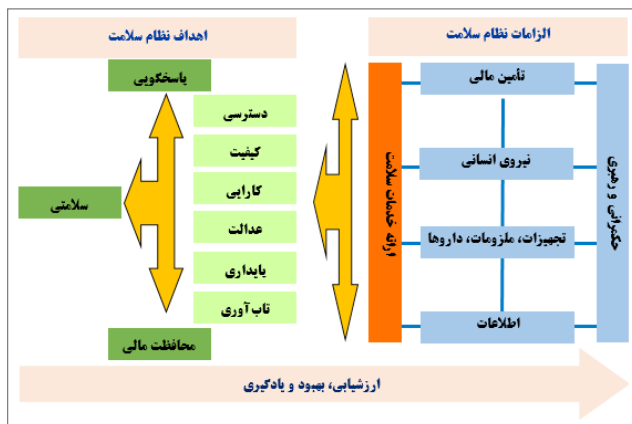 الزامات نظام سلامت
اهداف نظام سلامت
حکمرانی و رهبری
تأمین مالی
نیروی انسانی
تجهیزات، ملزومات، داروها
اطلاعات
ارائه خدمات سلامت
دسترسی
کیفیت
کارایی
عدالت
پایداری
تاب‌آوری
پاسخگویی
سلامتی
محافظت مالی
ارزشیابی، بهبود و یادگیری